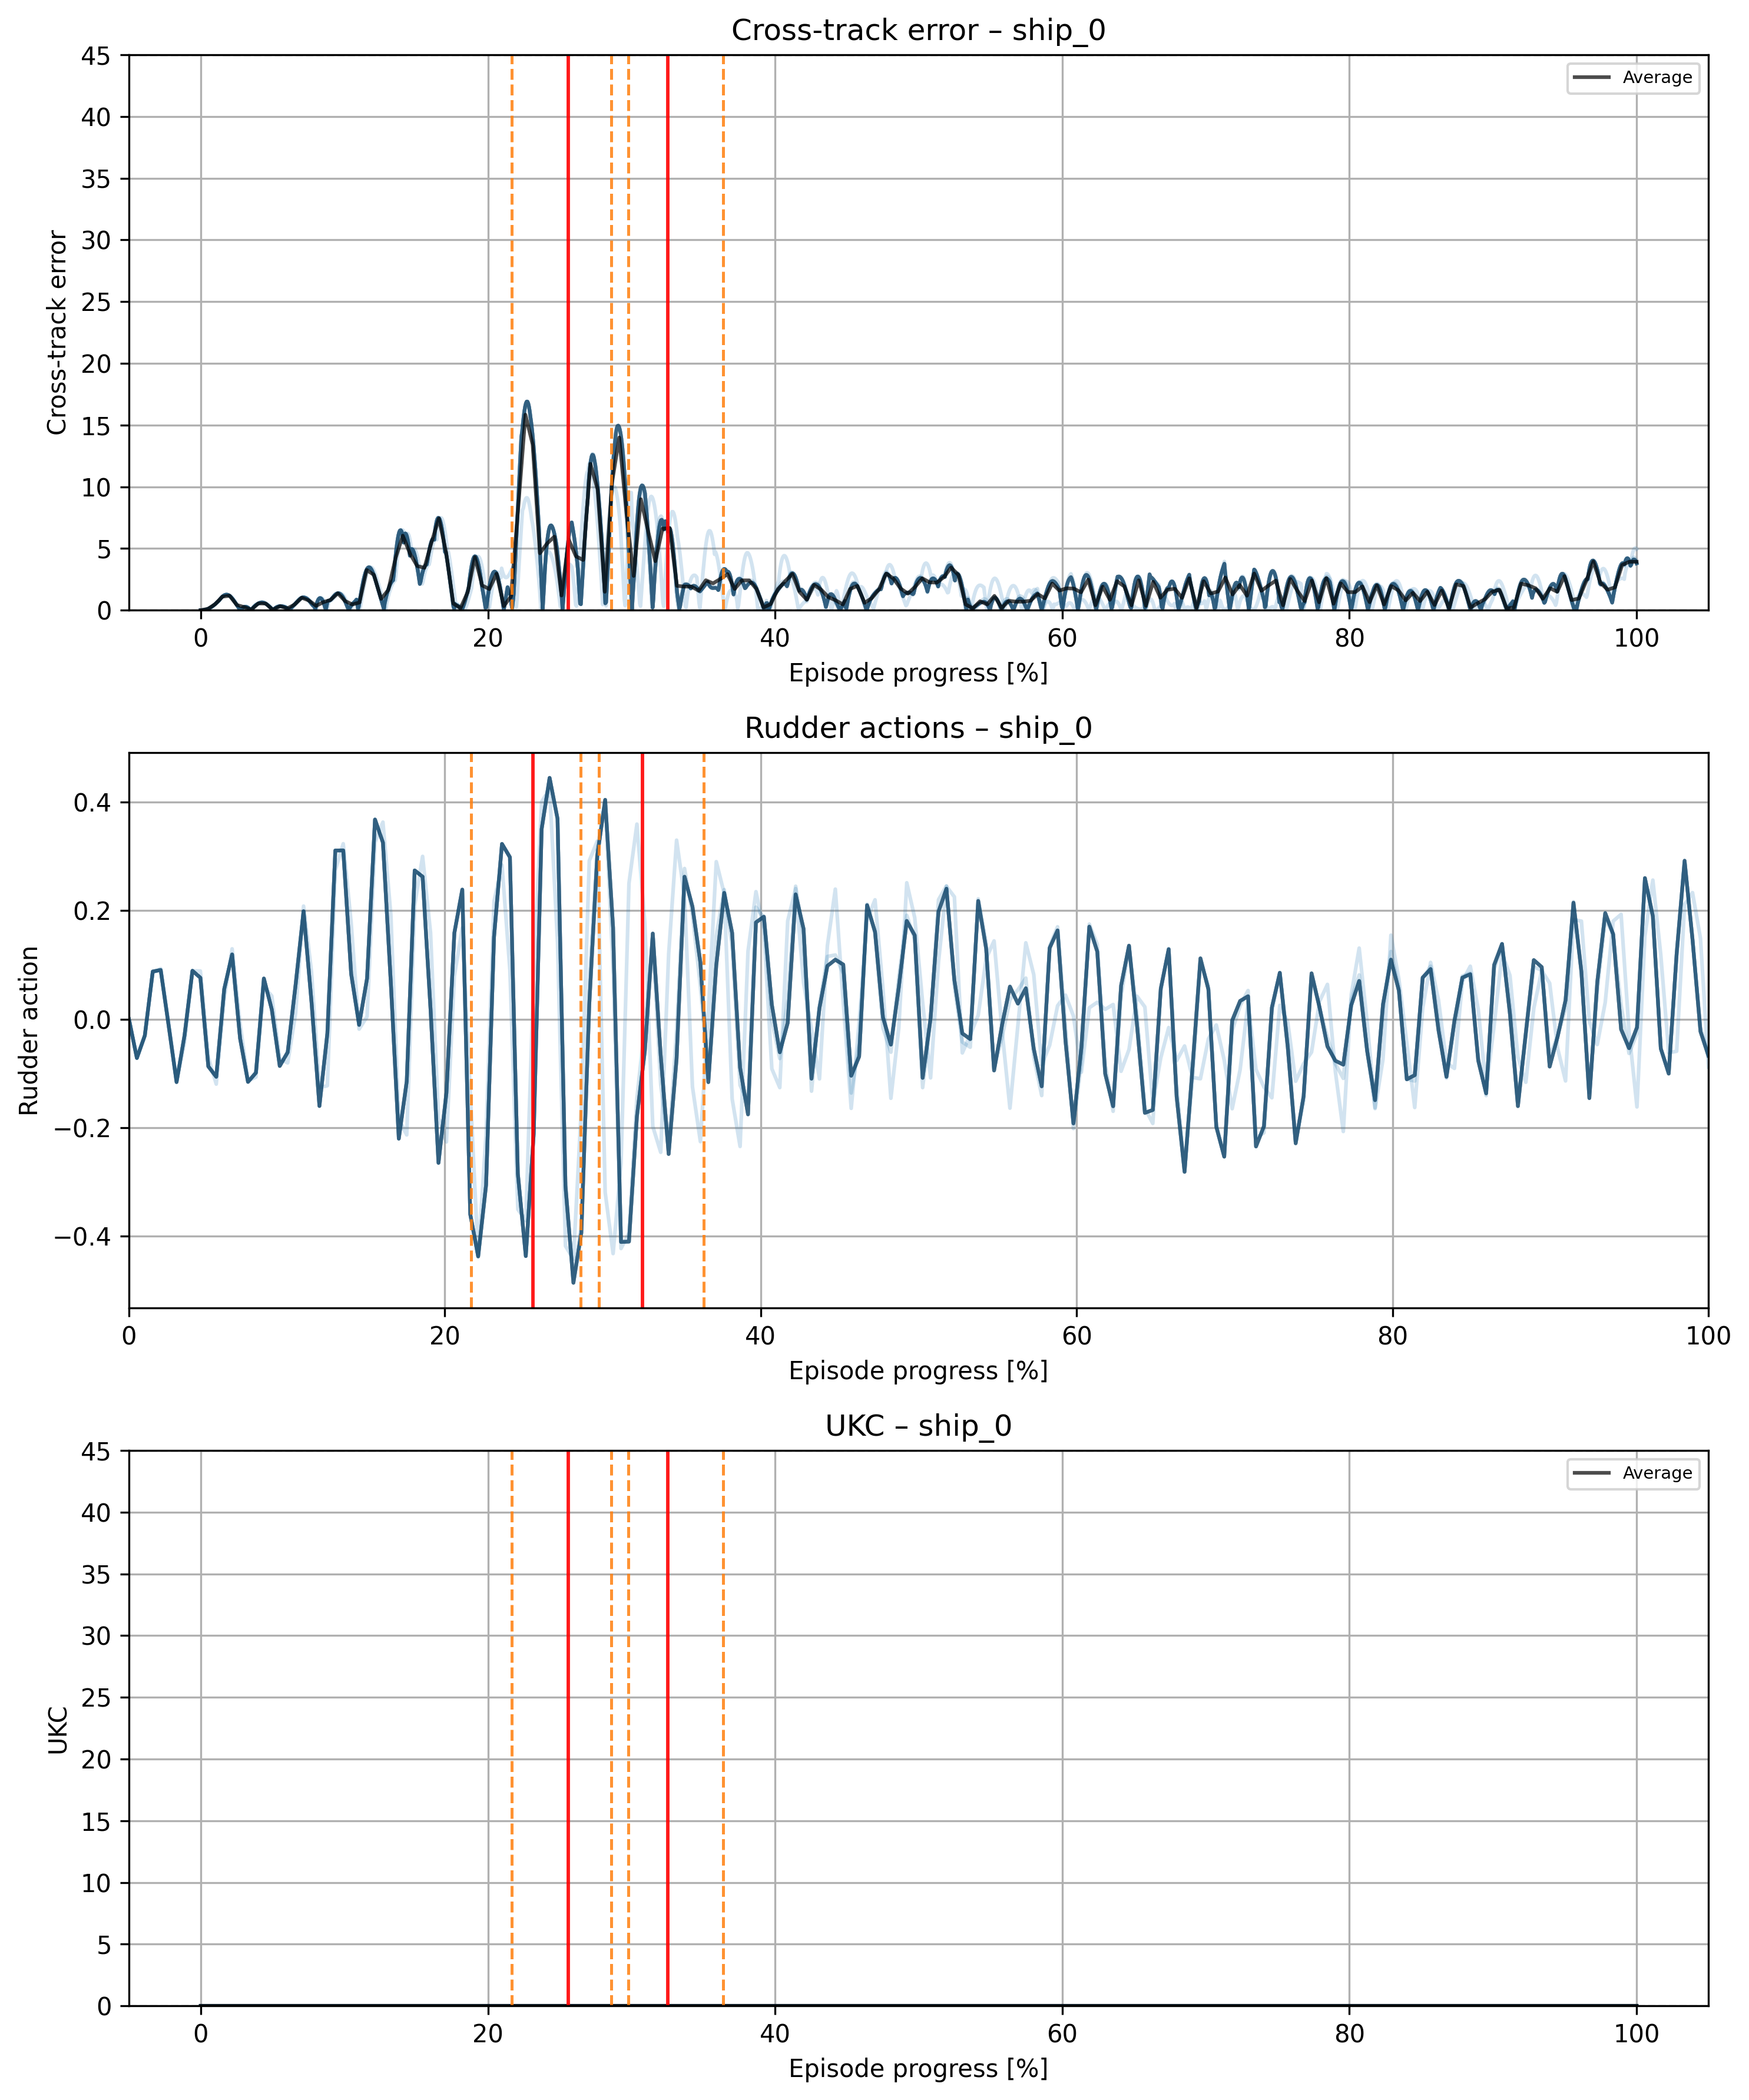 Cross-track error – ship_0
45
40
35
30
25
20
15
10
5
0
Cross-track error
Average
0 20 40 60 80 100
Episode progress [%]
Rudder actions – ship_0
0.4
0.2
0.0
−0.2
−0.4
Rudder action
0 20 40 60 80 100
Episode progress [%]
UKC – ship_0
45
40
35
30
25
20
15
10
5
0
UKC
Average
0 20 40 60 80 100
Episode progress [%]